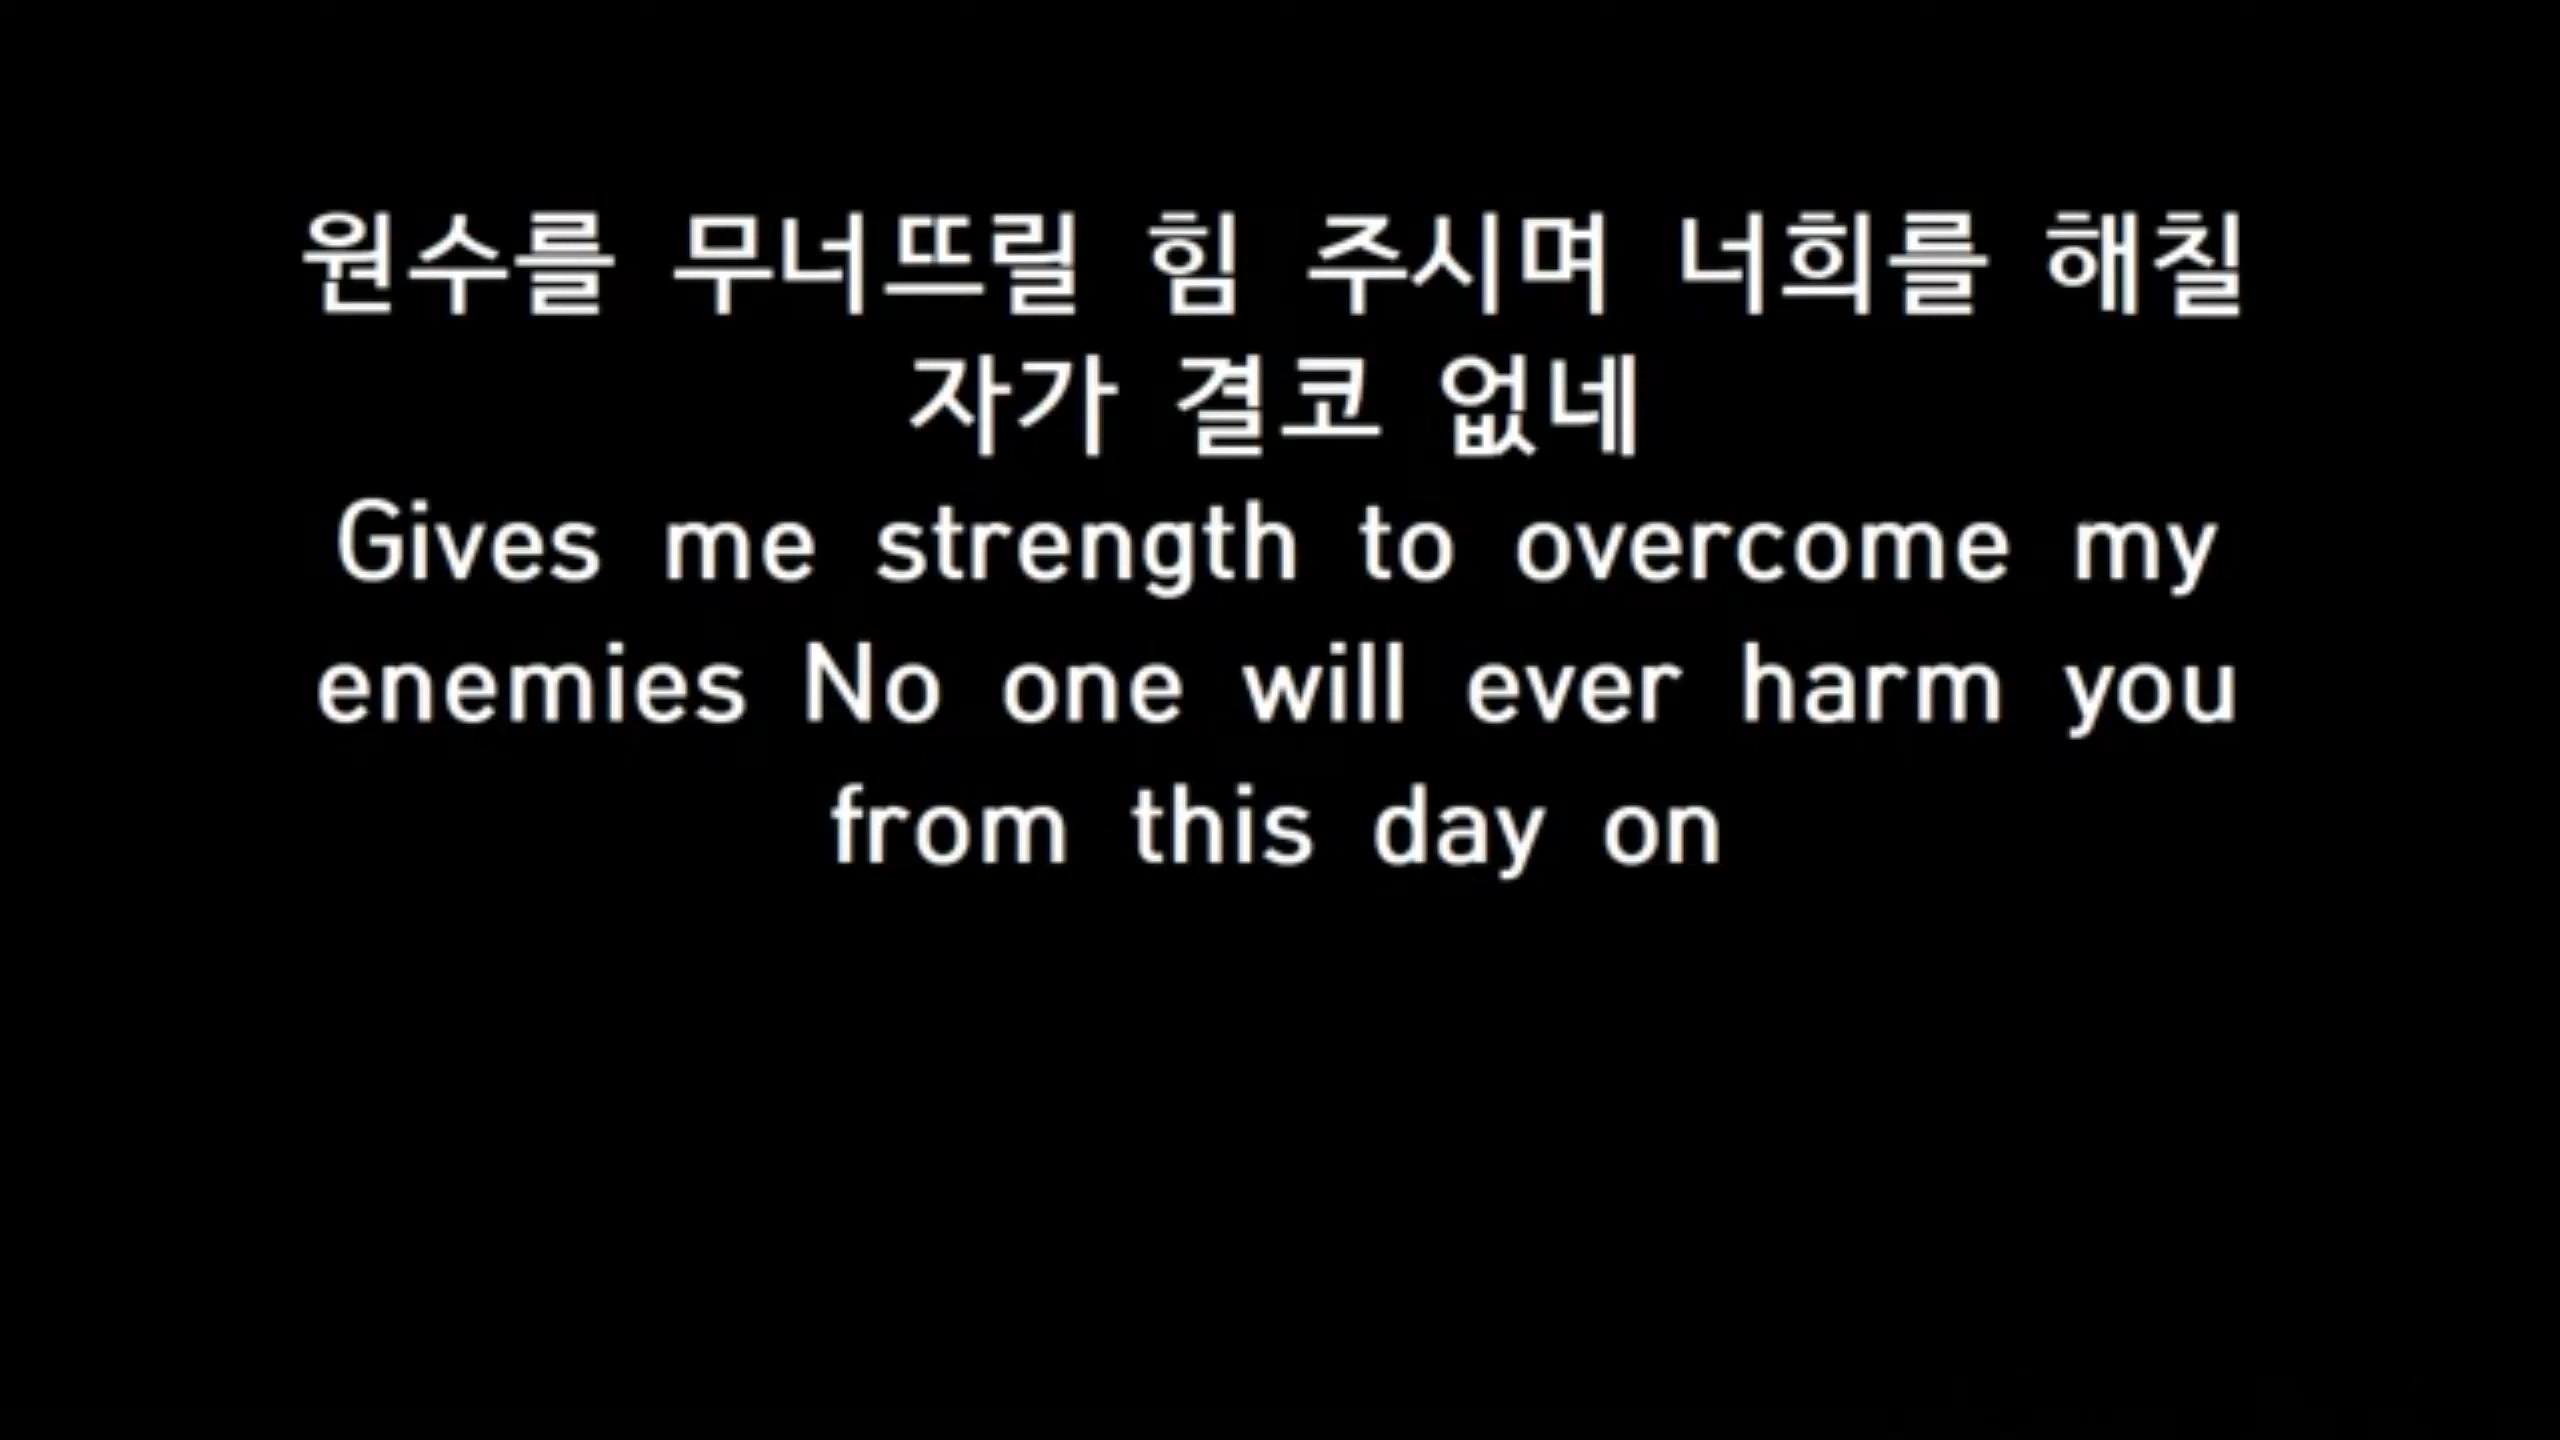 원수를 무너뜨릴 힘 주시며 너희를 해칠
자가 결코 없네
Gives me strength to overcome my
enemies No one will ever harm you
from this day on